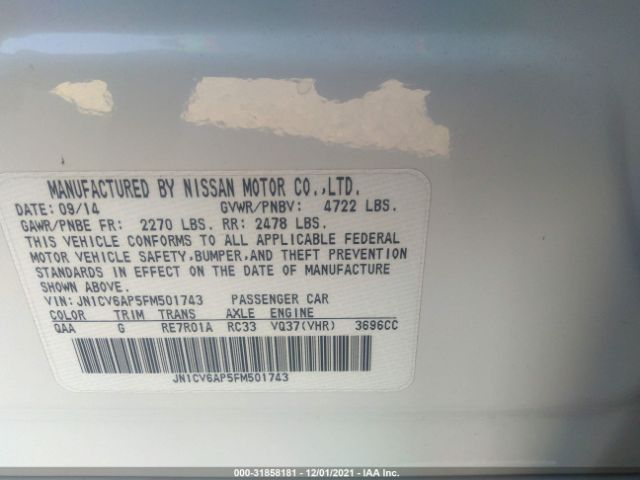 MANUFACTURED BY NISSAN MOTOR CO.,LTD.
DATE: 09/14 GVWR/PNBV: 4722 LBS.
GAWR/PNBE FR: 2270 LBS. RR: 2478 LBS.
THIS VEHICLE CONFORMS TO ALL APPLICABLE FEDERAL
MOTOR VEHICLE SAFETY,BUMPER,AND THEFT PREVENTION
STANDARDS IN EFFECT ON THE DATE OF MANUFACTURE
SHOWN ABOVE.
VIN: JN1CV6AP5FM501743 PASSENGER CAR
COLOR TRIM TRANS AXLE ENGINE
QAA G RE7R01A RC33 VQ37(VHR) 3696CC
JN1CV6AP5FM501743
000-31858181 - 12/01/2021 - IAA Inc.